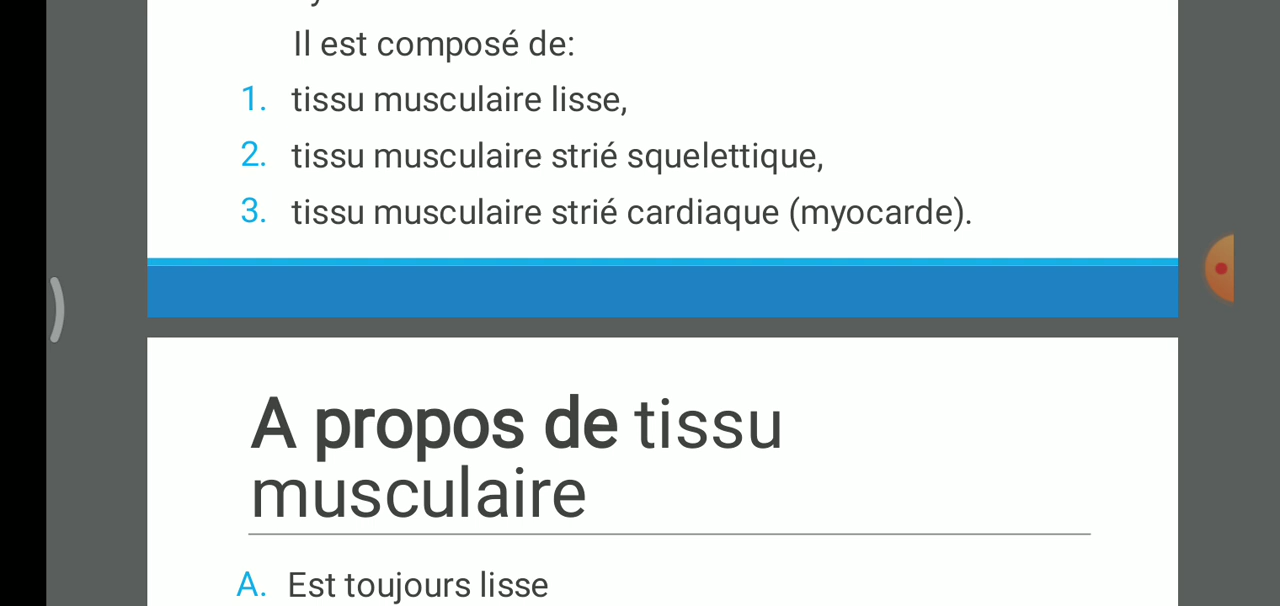 Il est composé de:
1. tissu musculaire lisse,
2. tissu musculaire strié squelettique,
3. tissu musculaire strié cardiaque (myocarde).
A propos de tissu
musculaire
A. Est toujours lisse